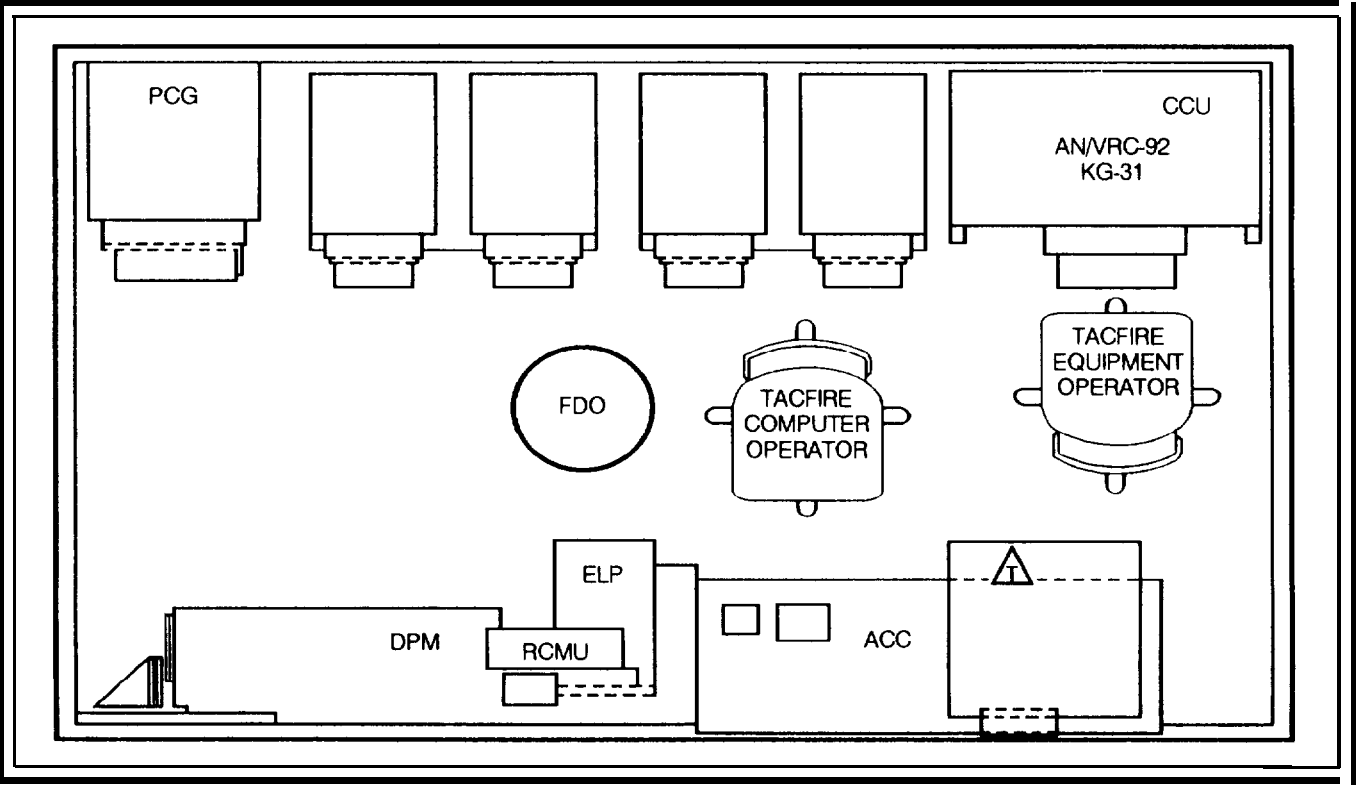 PCG
CCU
AN/VRC-92
KG-31
TACFIRE
EQUIPMENT
OPERATOR
FDO
TACFIRE
COMPUTER
OPERATOR
ELP
T
DPM
RCMU
ACC